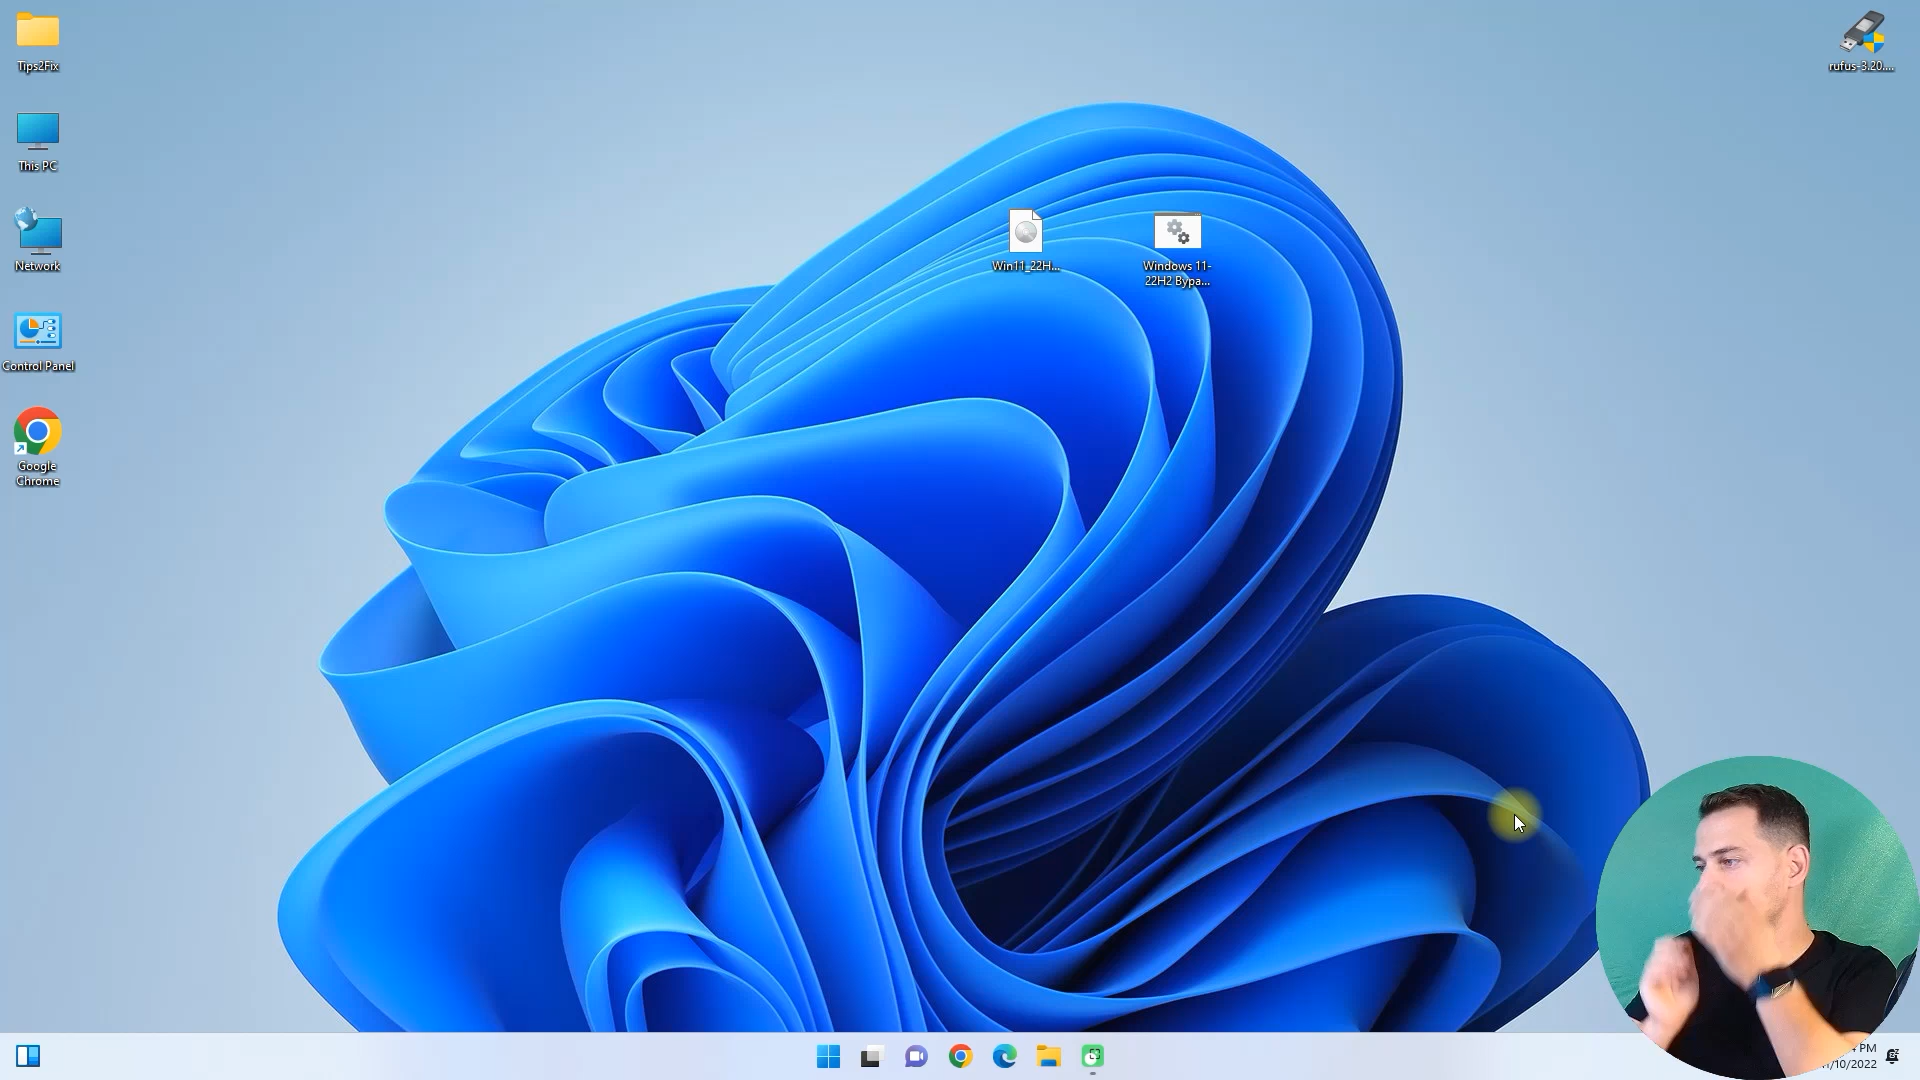 Tips2Fix
This PC
Network
Control Panel
Google
Chrome
Win11_22H...
Windows 11-
22H2 Bypa...
rufus-3.20....
PM
/10/2022